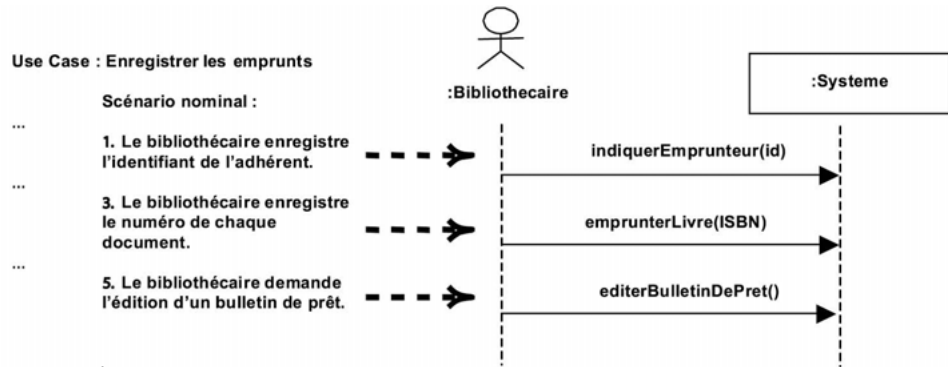 Use Case : Enregistrer les emprunts
Scénario nominal :
...
1. Le bibliothécaire enregistre
l'identifiant de l'adhérent.
...
3. Le bibliothécaire enregistre
le numéro de chaque
document.
...
5. Le bibliothécaire demande
l'édition d'un bulletin de prêt.
:Bibliothecaire
:Systeme
indiquerEmprunteur(id)
emprunterLivre(ISBN)
editerBulletinDePret()